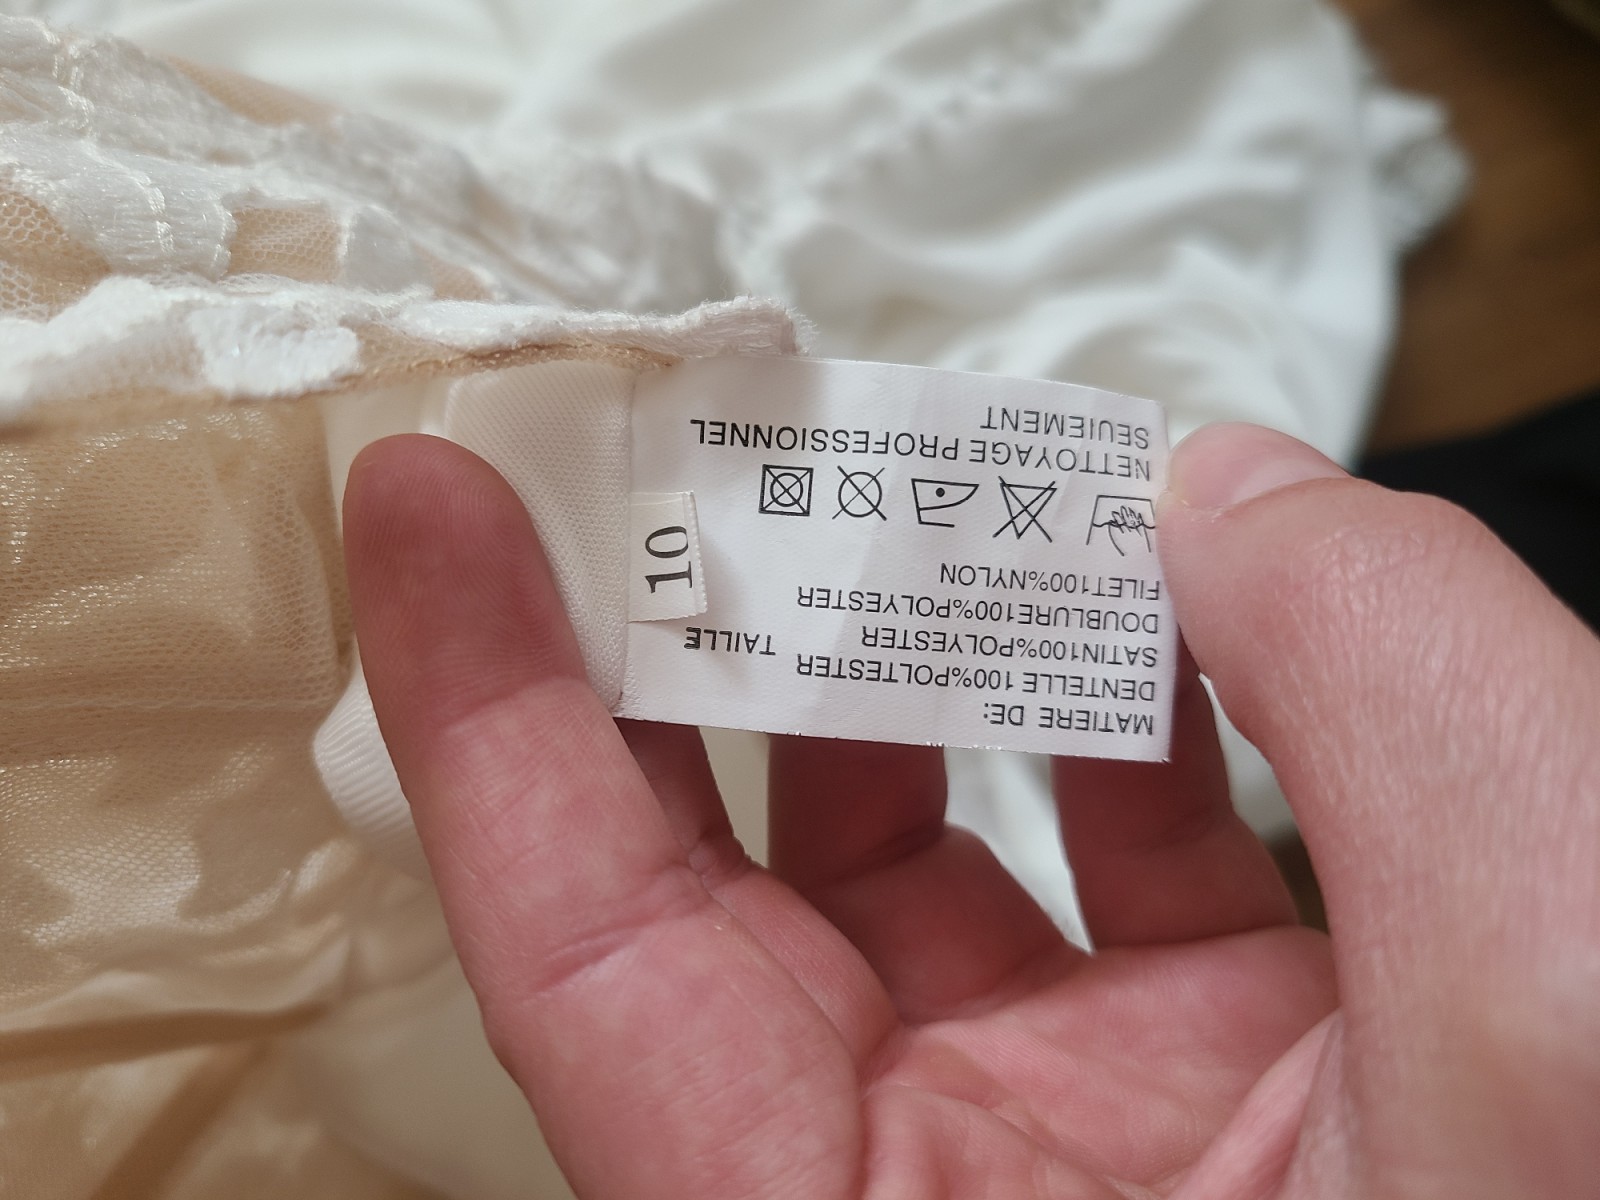 MATIERE DE:
DENTELLE 100%POLTESTER TAILLE
SATIN100%POLYESTER
DOUBLURE100%POLYESTER
FILET100%NYLON
NETTOYAGE PROFESSIONNEL
SEUIEMENT
10